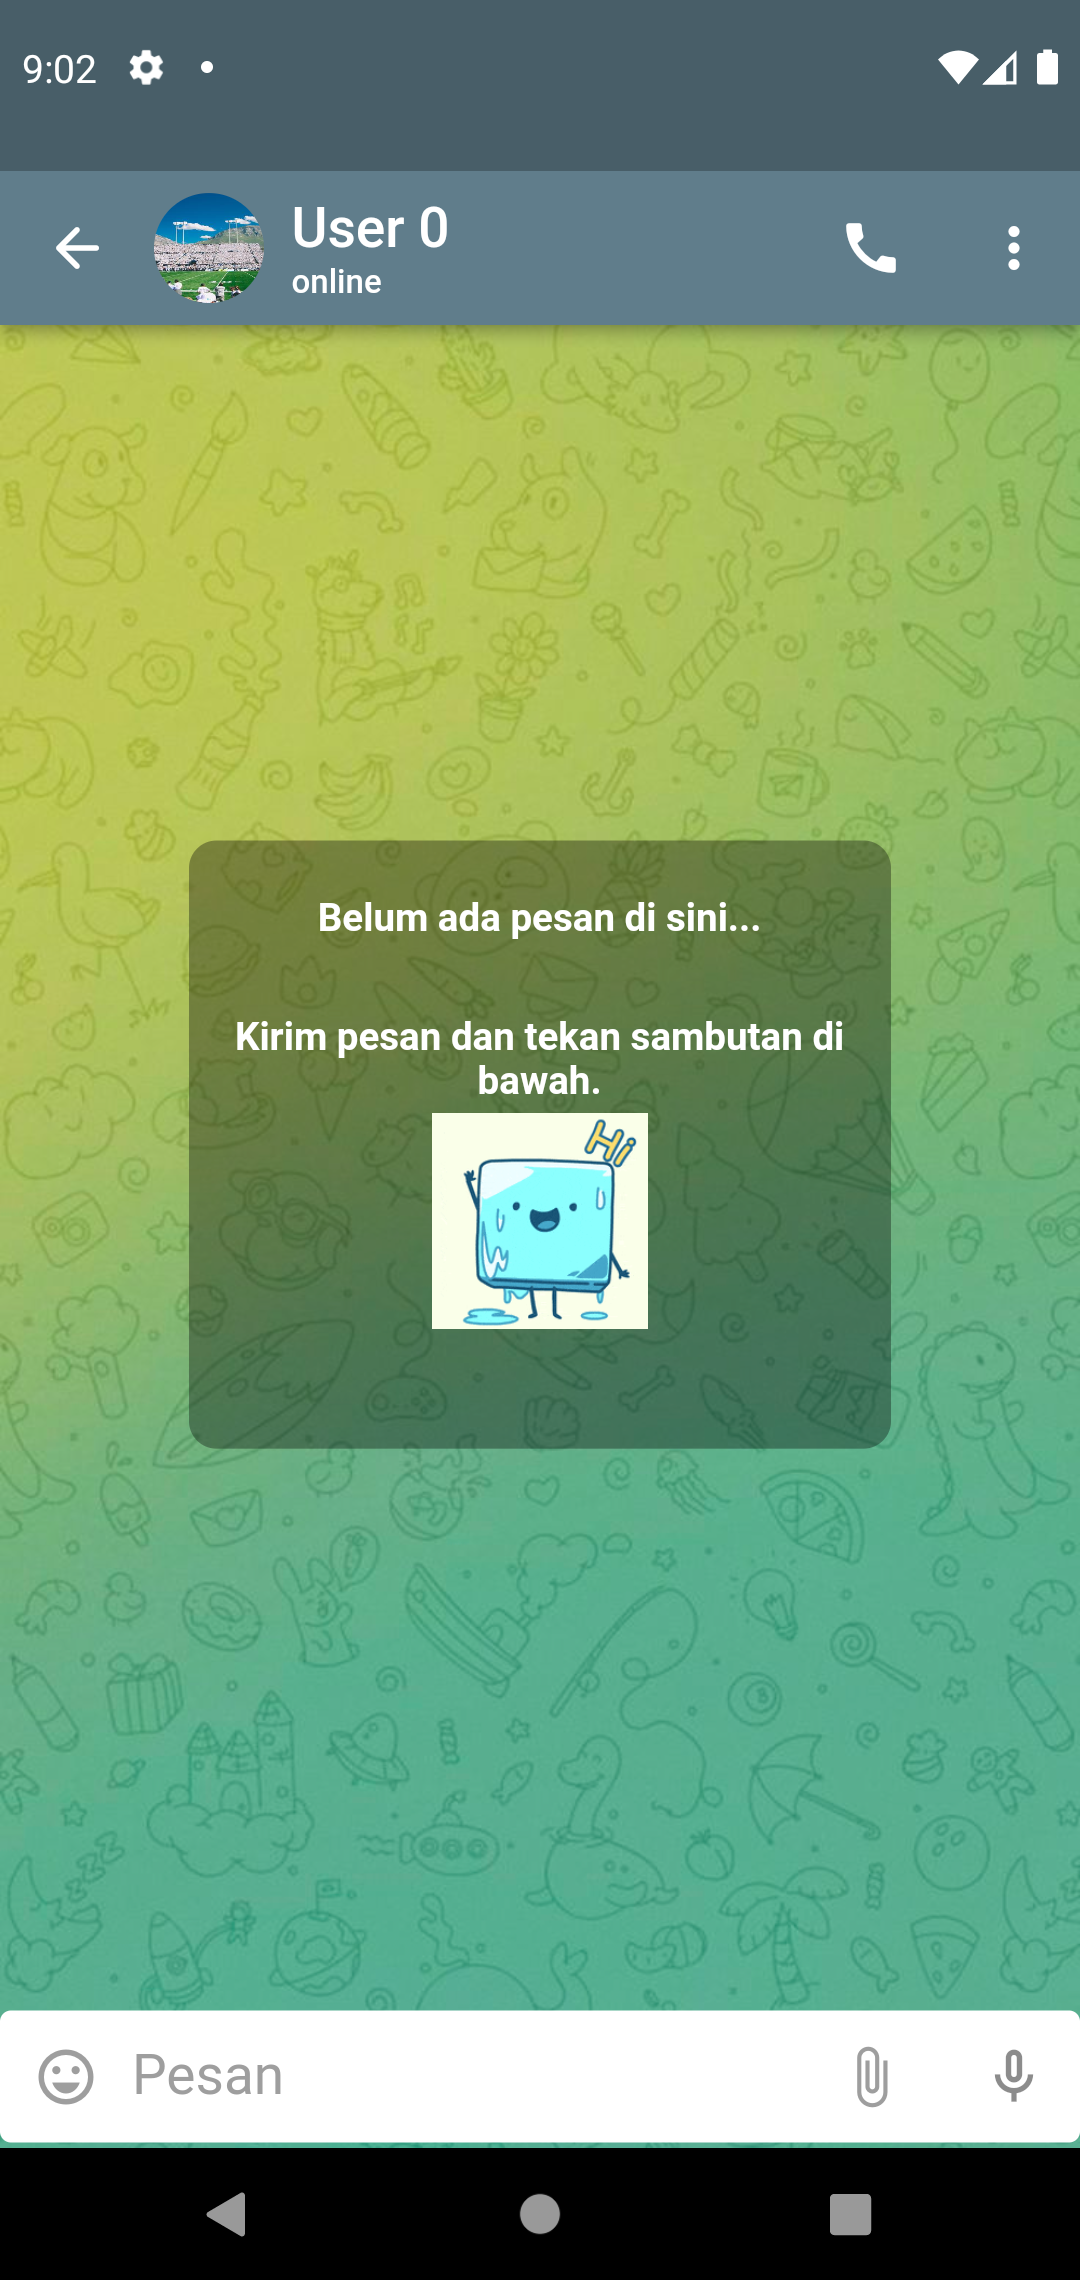 9:02
User 0
online
Belum ada pesan di sini...
Kirim pesan dan tekan sambutan di
bawah.
Hi
Pesan